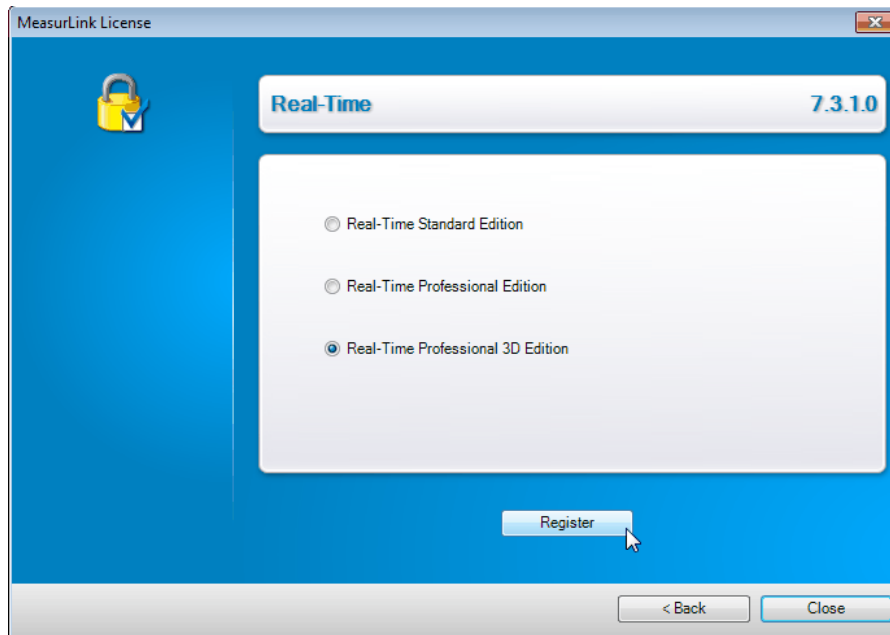 MeasurLink License
Real-Time 7.3.1.0
Real-Time Standard Edition
Real-Time Professional Edition
Real-Time Professional 3D Edition
Register
< Back Close